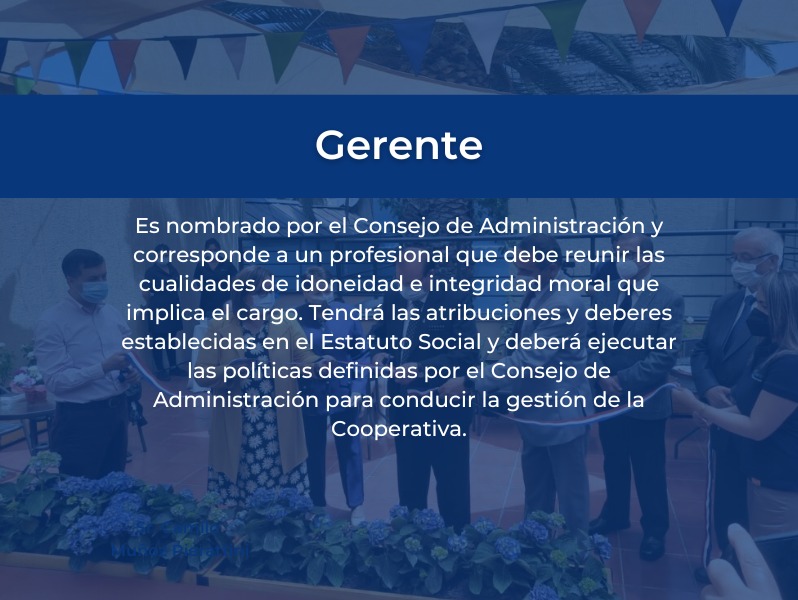 Gerente
Es nombrado por el Consejo de Administración y
corresponde a un profesional que debe reunir las
cualidades de idoneidad e integridad moral que
implica el cargo. Tendrá las atribuciones y deberes
establecidas en el Estatuto Social y deberá ejecutar
las políticas definidas por el Consejo de
Administración para conducir la gestión de la
Cooperativa.